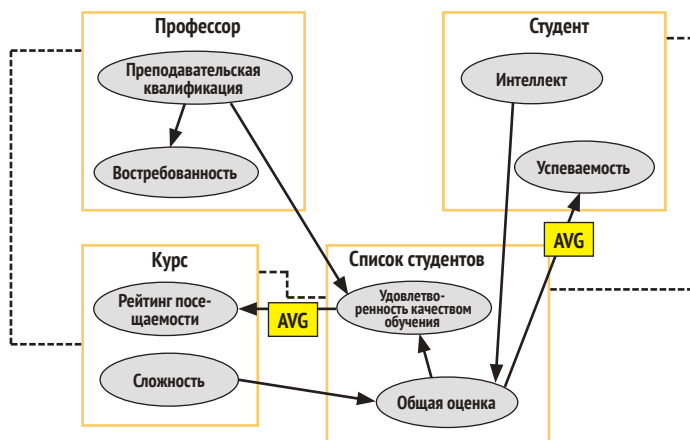 Профессор
Преподавательская
квалификация
Востребованность
Студент
Интеллект
Успеваемость
AVG
Курс
Рейтинг посе-
щаемости
Сложность
AVG
Список студентов
Удовлетво-
ренность качеством
обучения
Общая оценка